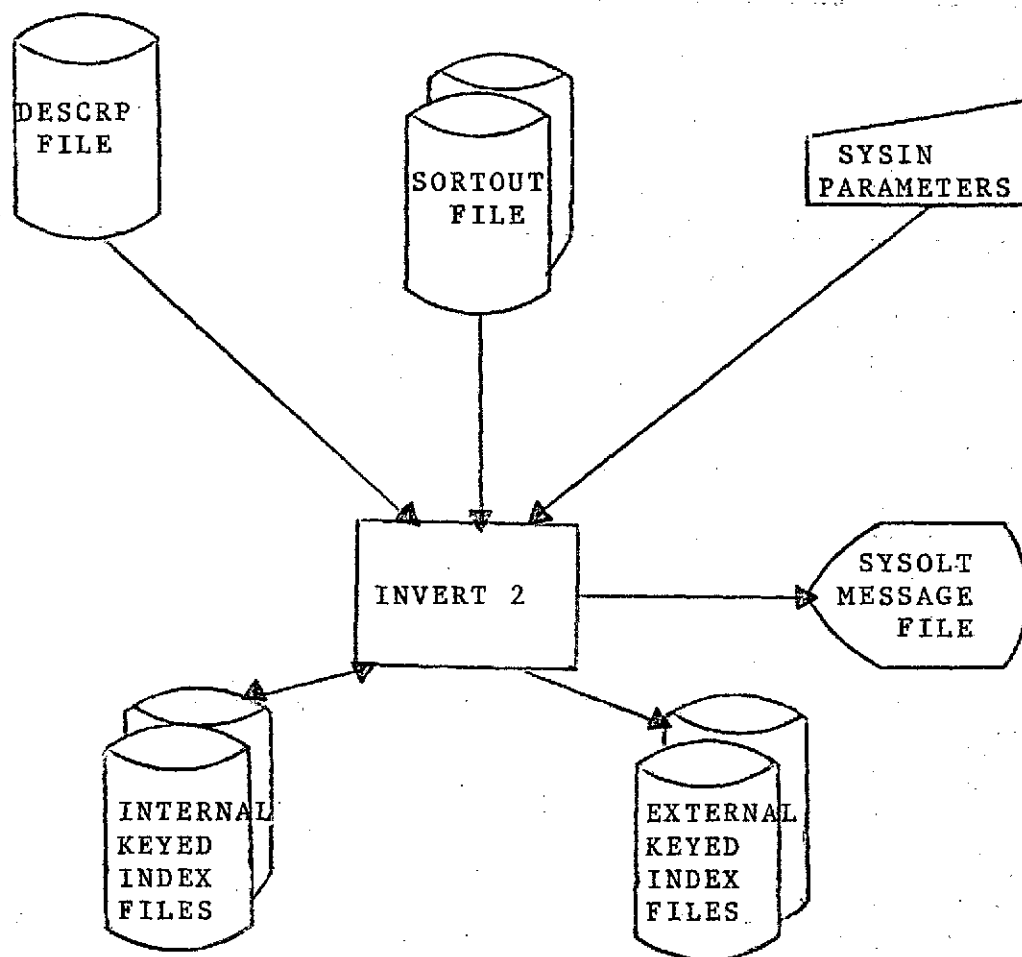 DESCRP
FILE
SORTOUT
FILE
SYSIN
PARAMETERS
INVERT 2
SYSOLT
MESSAGE
FILE
INTERNAL
KEYED
INDEX
FILES
EXTERNAL
KEYED
INDEX
FILES